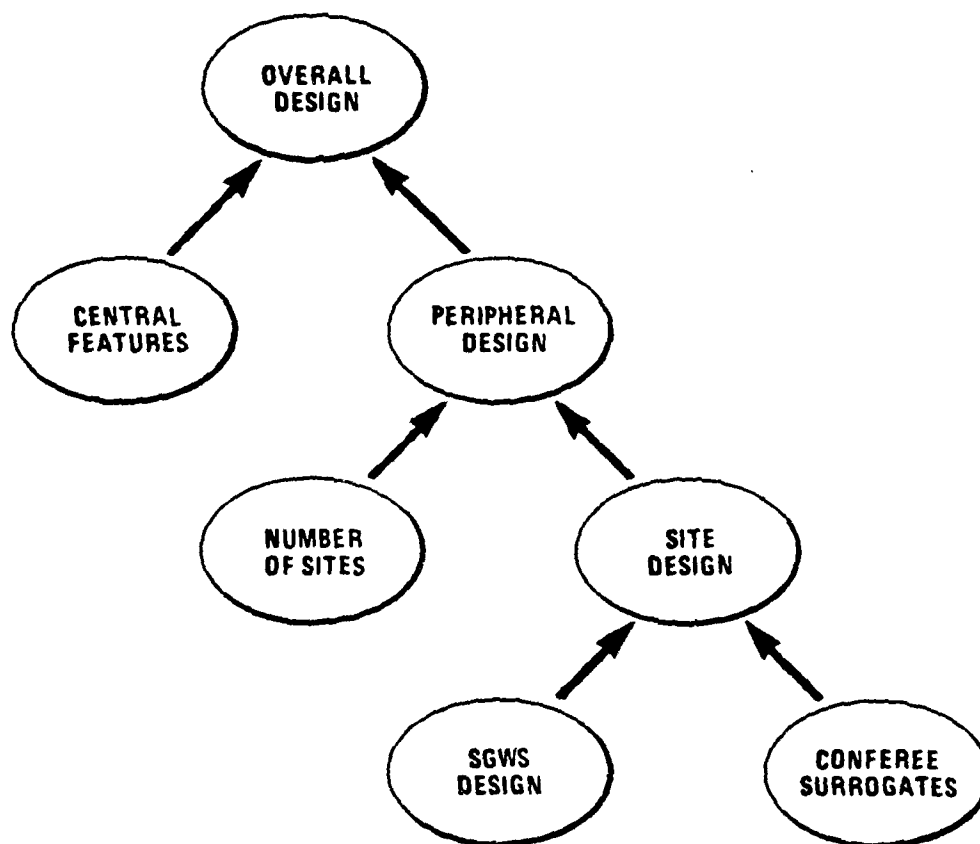 OVERALL
DESIGN
CENTRAL
FEATURES
PERIPHERAL
DESIGN
NUMBER
OF SITES
SITE
DESIGN
SGWS
DESIGN
CONFEREE
SURROGATES